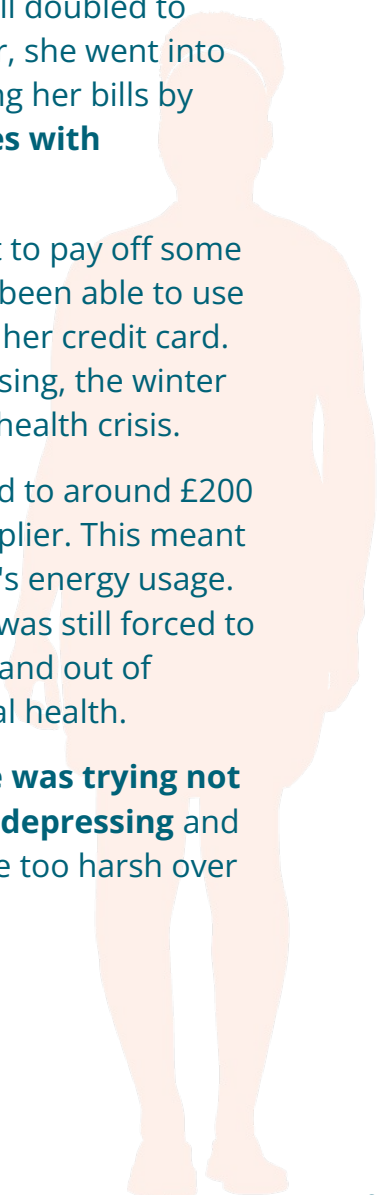 ll doubled to
r, she went into
ng her bills by
es with
t to pay off some
been able to use
her credit card.
sing, the winter
health crisis.
d to around £200
plier. This meant
's energy usage.
was still forced to
and out of
al health.
e was trying not
depressing and
e too harsh over